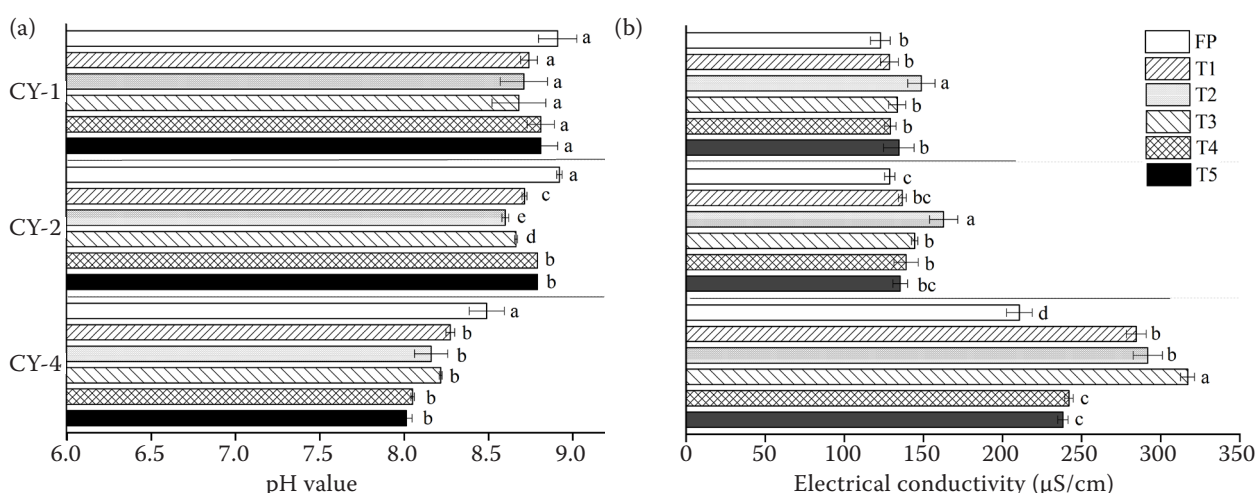 (a)
CY-1
a
a
a
a
a
a
CY-2
a
c
e
d
b
b
CY-4
a
b
b
b
b
b
6.0 6.5 7.0 7.5 8.0 8.5 9.0
pH value
(b)
b
b
a
b
b
b
c
bc
a
b
b
bc
d
b
b
a
c
c
0 50 100 150 200 250 300 350
Electrical conductivity (µS/cm)
FP
T1
T2
T3
T4
T5